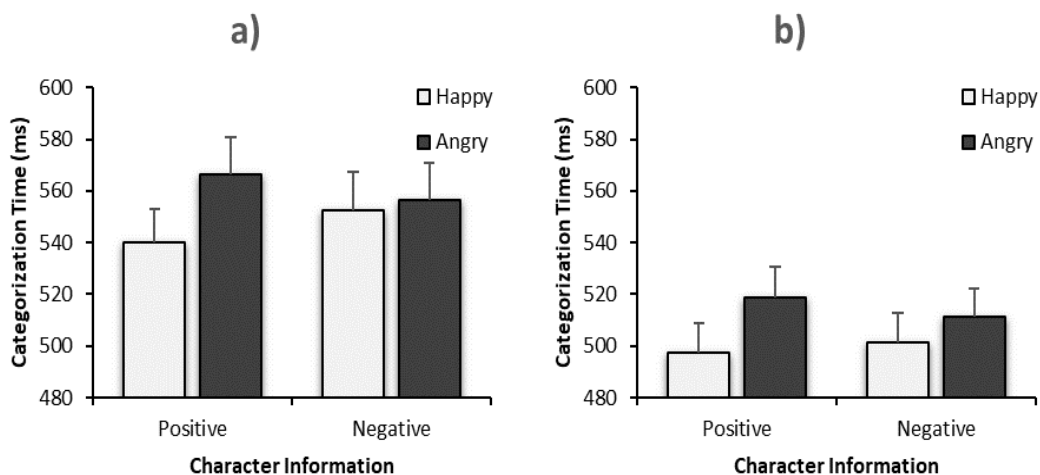 a)
Categorization Time (ms)
600
580
560
540
520
500
480
Happy
Angry
Positive
Negative
Character Information
b)
Categorization Time (ms)
600
580
560
540
520
500
480
Happy
Angry
Positive
Negative
Character Information